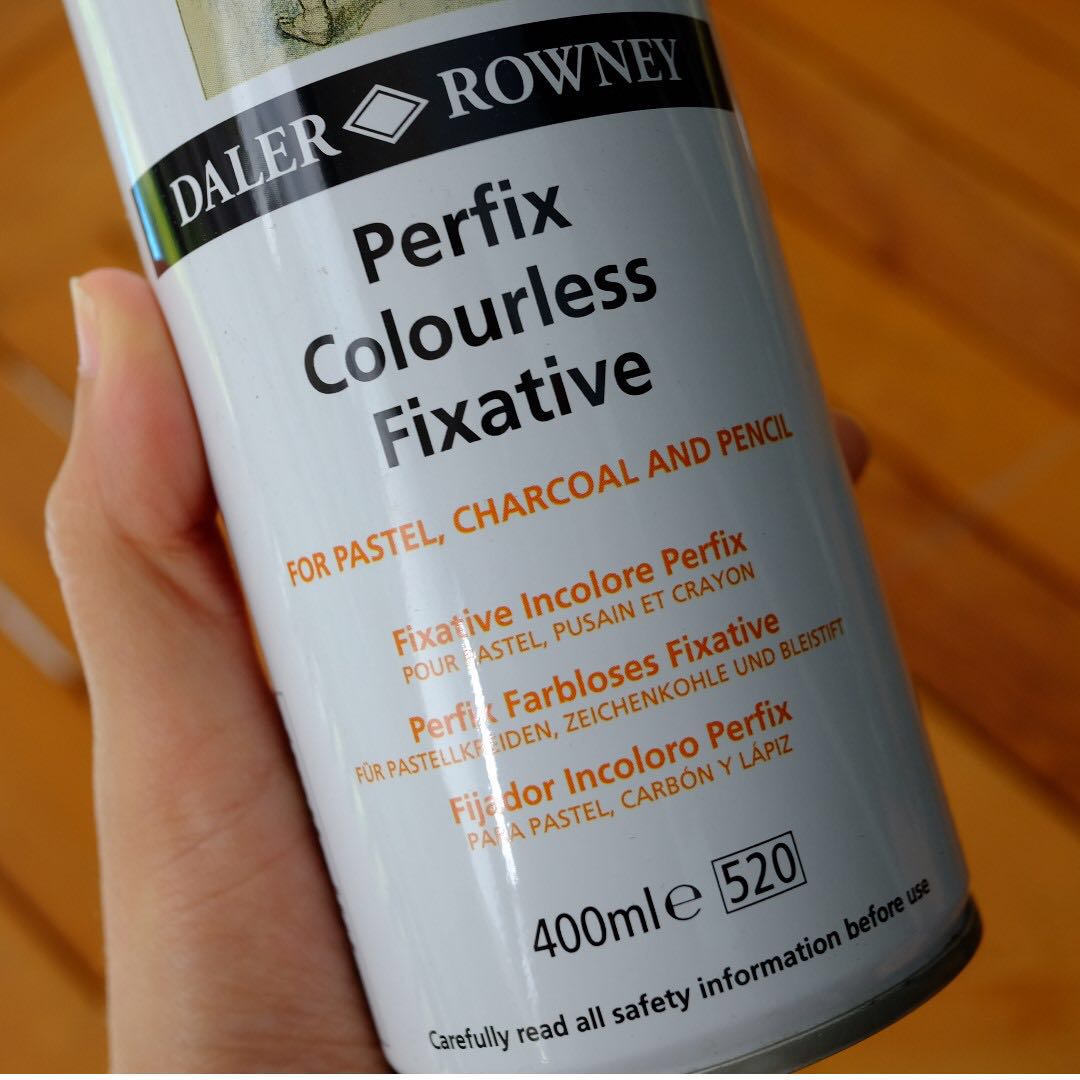 DALER ROWNEY
Perfix
Colourless
Fixative
FOR PASTEL, CHARCOAL AND PENCIL
Fixative Incolore Perfix
POUR PASTEL, PUSAIN ET CRAYON
Perfix Farbloses Fixative
FÜR PASTELLKREIDEN, ZEICHENKOHLE UND BLEISTIFT
Fijador Incoloro Perfix
PARA PASTEL, CARBÓN Y LÁPIZ
400ml ℮ 520
Carefully read all safety information before use